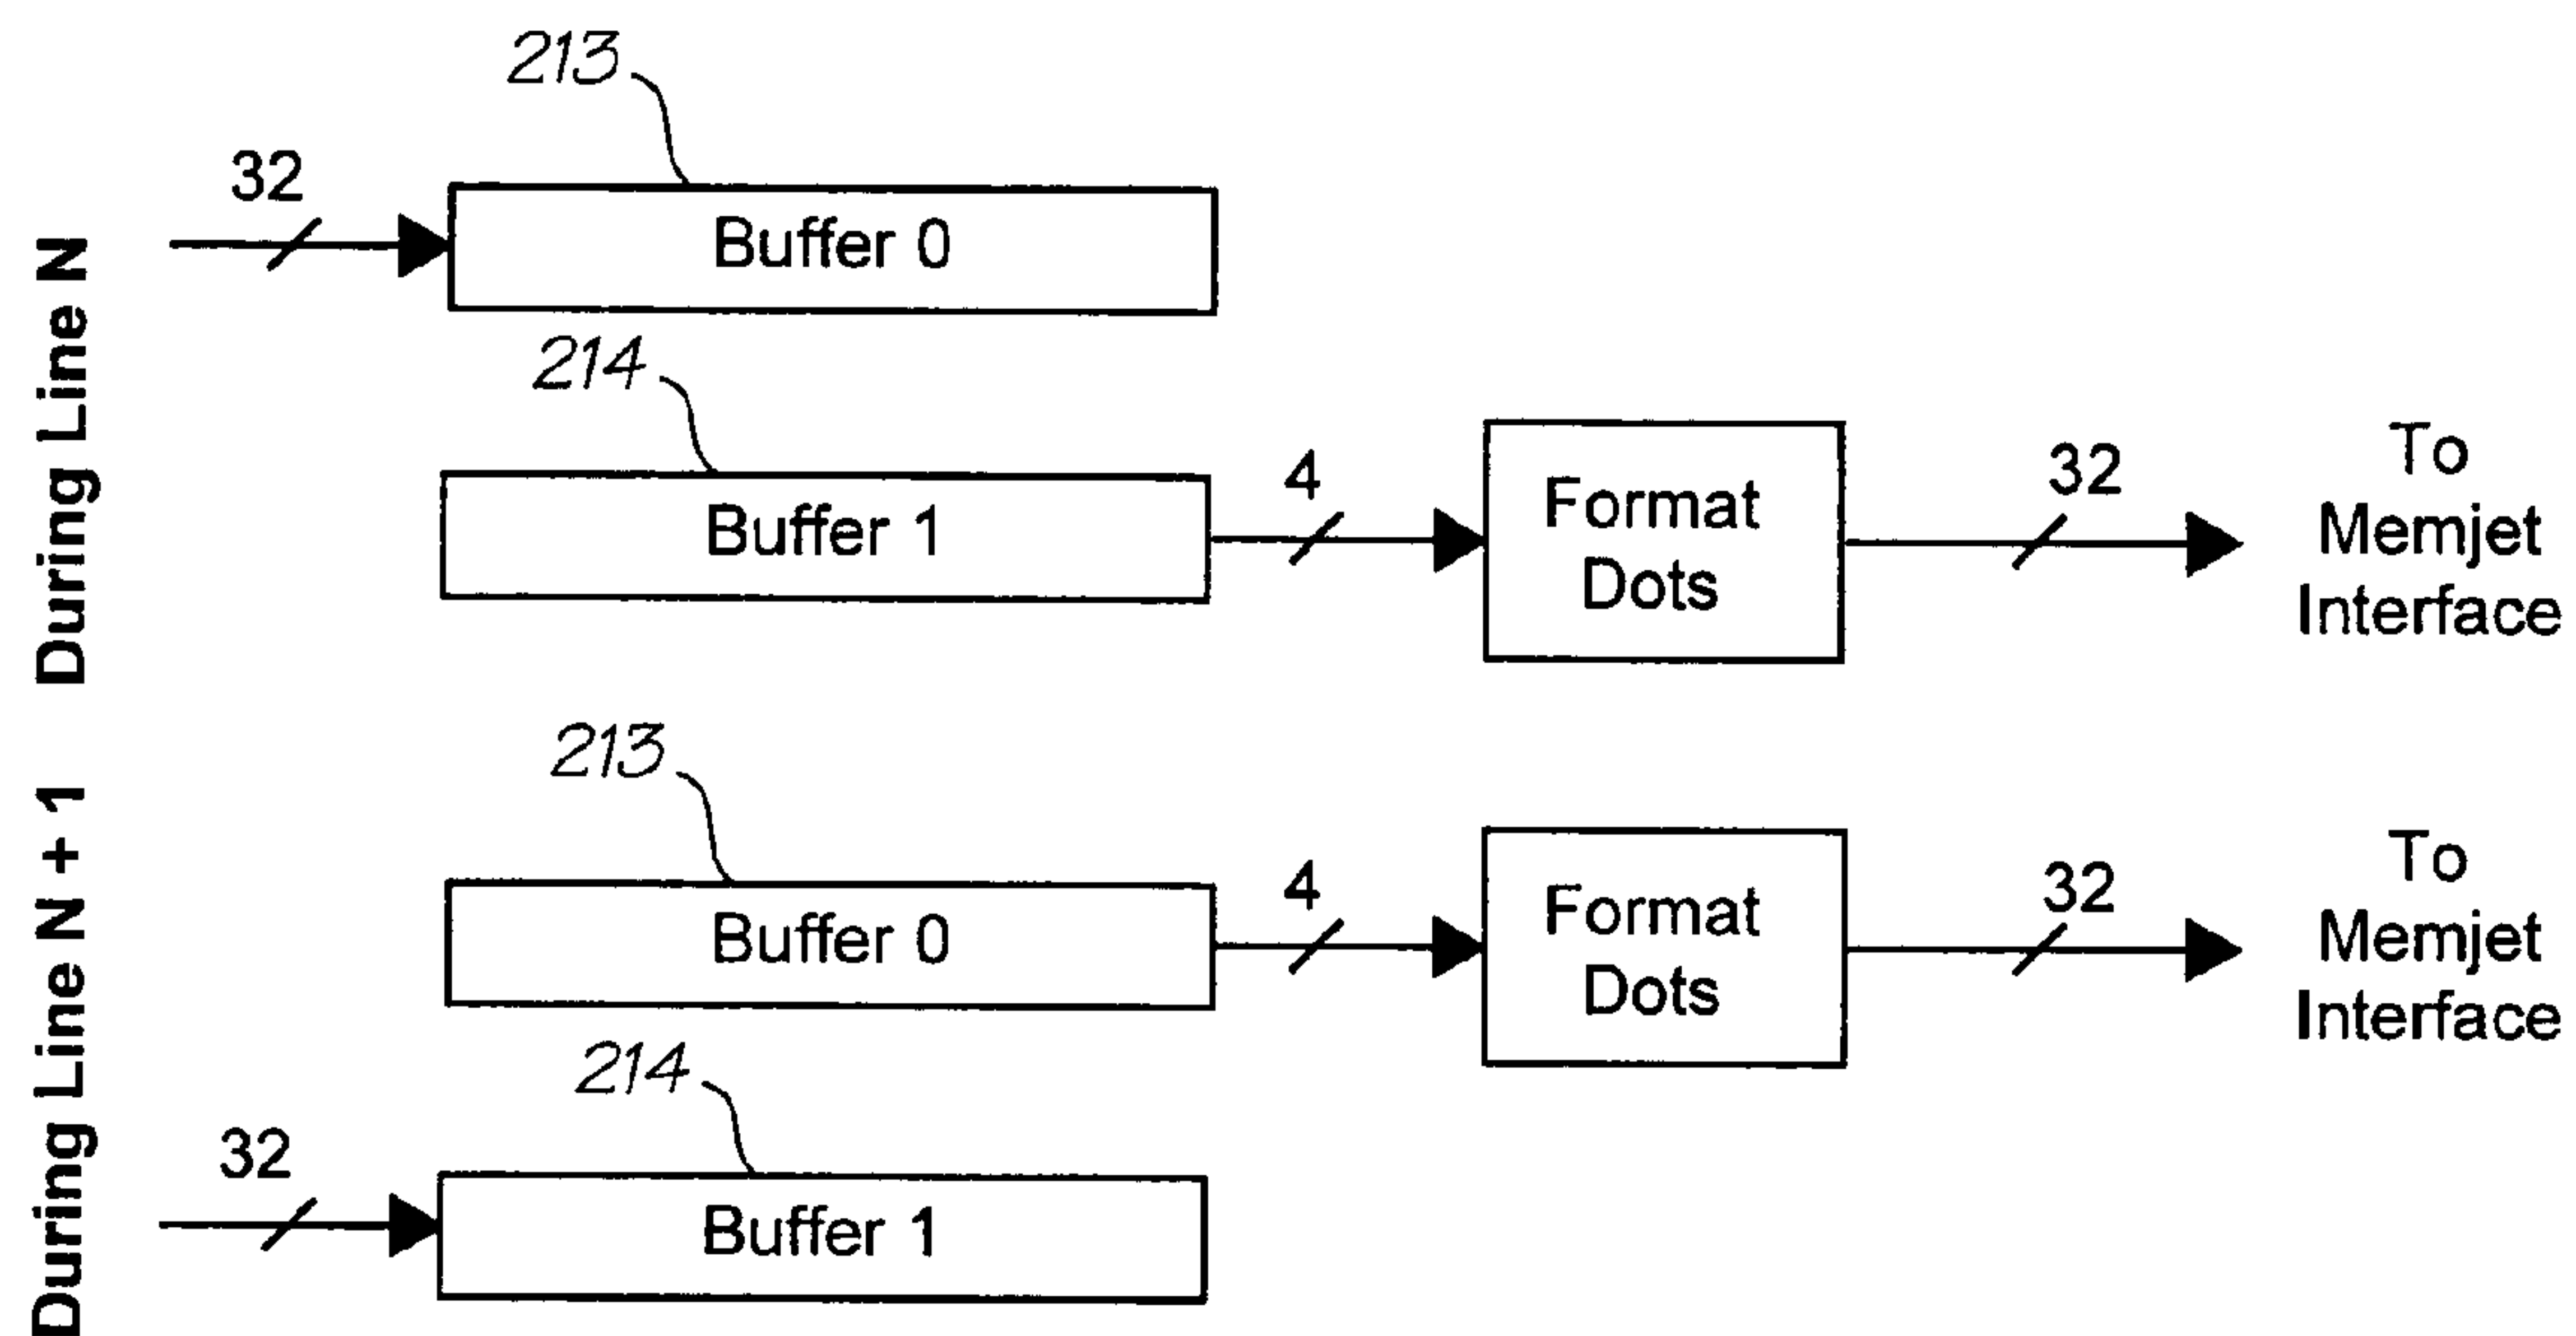 During Line N
213
32
Buffer 0
214
Buffer 1
4
Format
Dots
32
To
Memjet
Interface
During Line N + 1
213
Buffer 0
4
Format
Dots
32
To
Memjet
Interface
214
32
Buffer 1